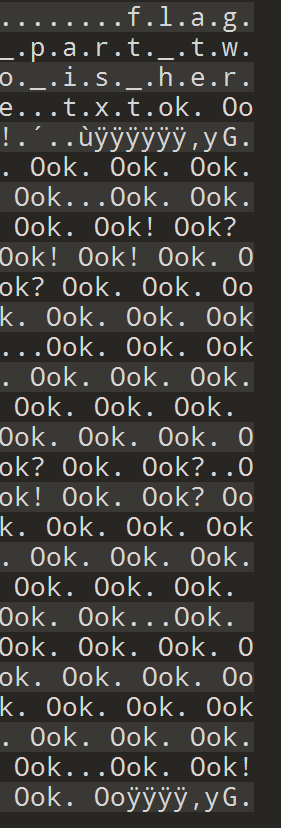 ........f.l.a.g.
_.p.a.r.t._.t.w.
o._.i.s._.h.e.r.
e...t.x.t.ok. Oo
!.´..ùÿÿÿÿÿÿ,yG.
. Ook. Ook. Ook.
 Ook...Ook. Ook.
 Ook. Ook! Ook? 
Ook! Ook! Ook. O
ok? Ook. Ook. Oo
k. Ook. Ook. Ook
...Ook. Ook. Ook
. Ook. Ook. Ook.
 Ook. Ook. Ook. 
Ook. Ook. Ook. O
ok? Ook. Ook?..O
ok! Ook. Ook? Oo
k. Ook. Ook. Ook
. Ook. Ook. Ook.
 Ook. Ook. Ook. 
Ook. Ook...Ook. 
Ook. Ook. Ook. O
ok. Ook. Ook. Oo
k. Ook. Ook. Ook
. Ook. Ook. Ook.
 Ook...Ook. Ook!
 Ook. Ooÿÿÿÿ,yG.